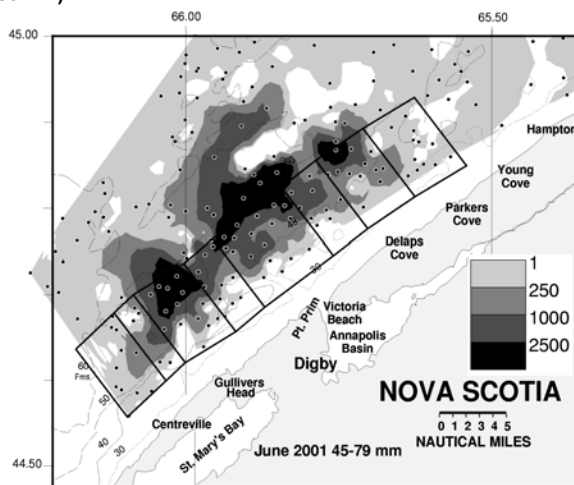 66.00
65.50
45.00
Hampton
Young
Cove
Parkers
Cove
Delaps
Cove
30
Pt. Prim
Victoria
Beach
Annapolis
Basin
Digby
1
250
1000
2500
60
Fms.
50
40
30
Gullivers
Head
Centreville
St. Mary's Bay
NOVA SCOTIA
0 1 2 3 4 5
NAUTICAL MILES
June 2001 45-79 mm
44.50